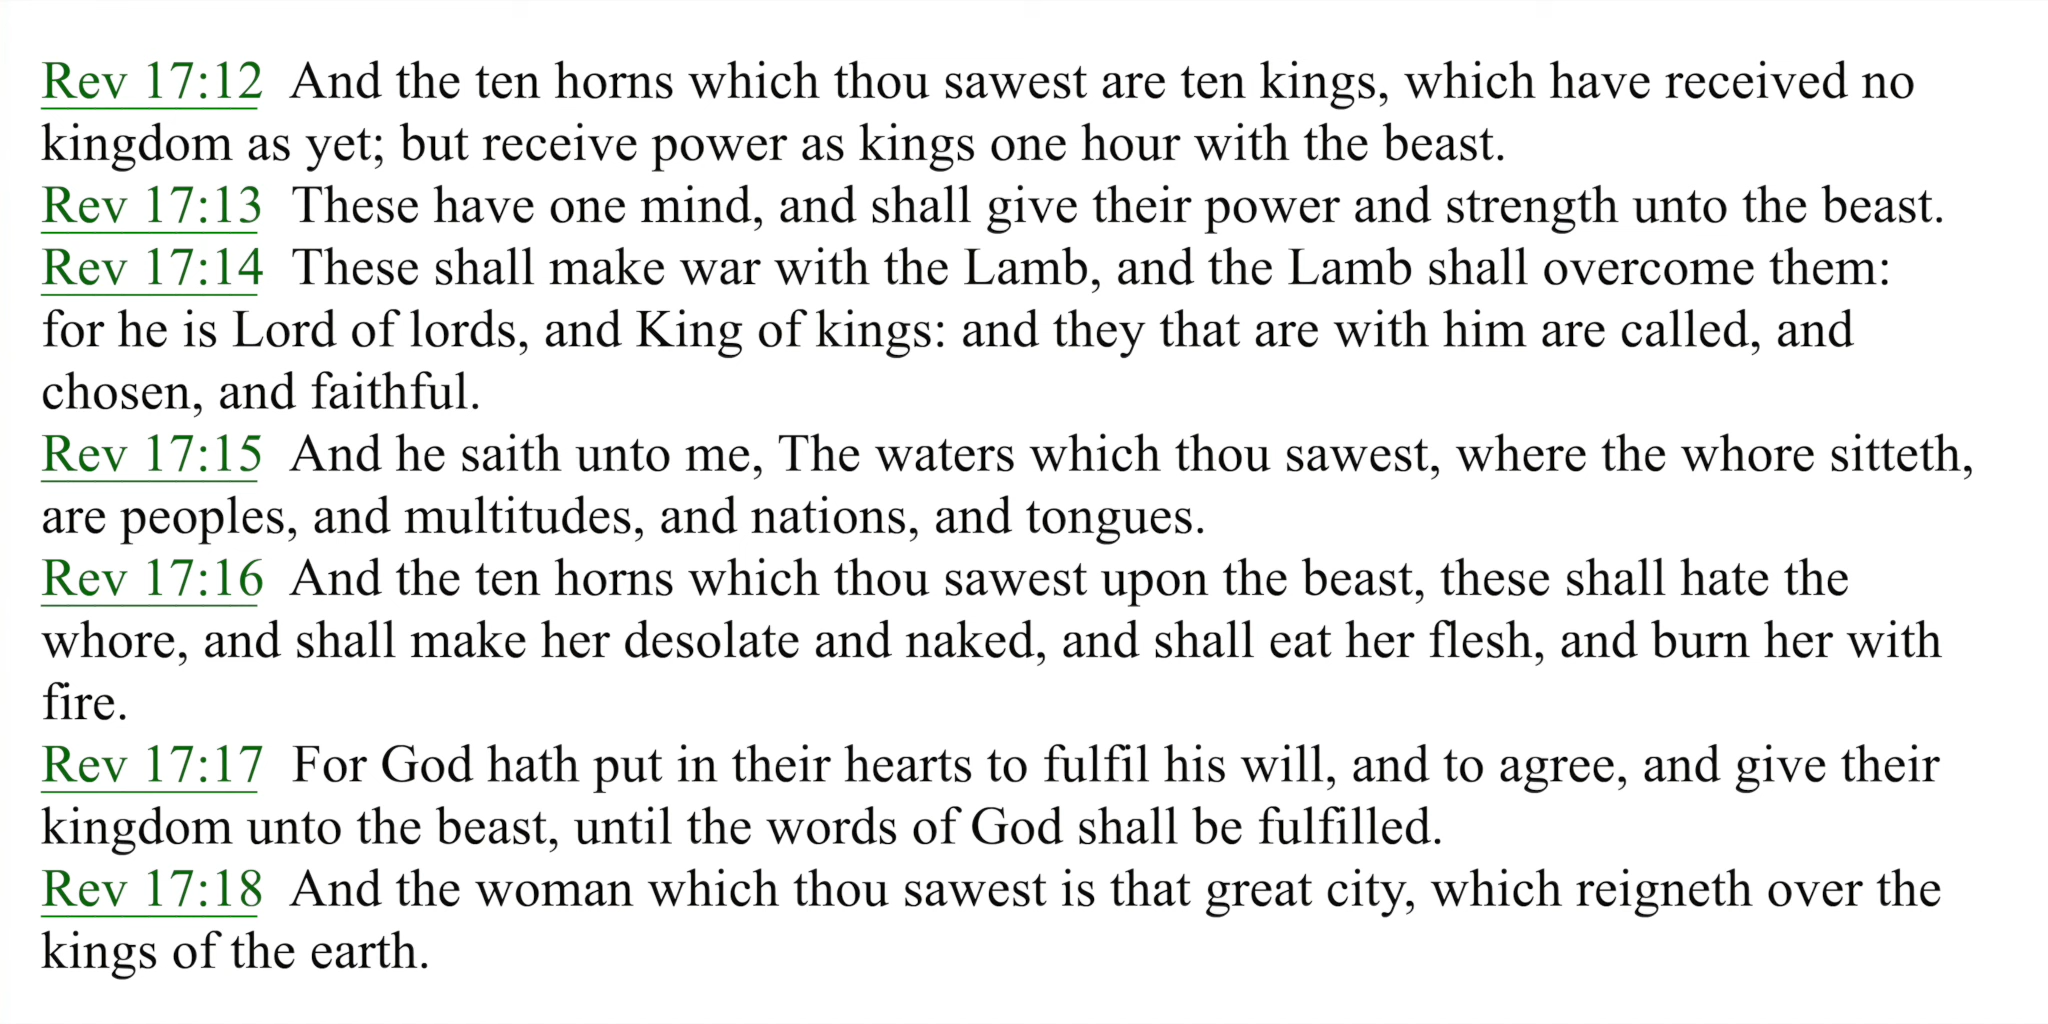 Rev 17:12 And the ten horns which thou sawest are ten kings, which have received no
kingdom as yet; but receive power as kings one hour with the beast.
Rev 17:13 These have one mind, and shall give their power and strength unto the beast.
Rev 17:14 These shall make war with the Lamb, and the Lamb shall overcome them:
for he is Lord of lords, and King of kings: and they that are with him are called, and
chosen, and faithful.
Rev 17:15 And he saith unto me, The waters which thou sawest, where the whore sitteth,
are peoples, and multitudes, and nations, and tongues.
Rev 17:16 And the ten horns which thou sawest upon the beast, these shall hate the
whore, and shall make her desolate and naked, and shall eat her flesh, and burn her with
fire.
Rev 17:17 For God hath put in their hearts to fulfil his will, and to agree, and give their
kingdom unto the beast, until the words of God shall be fulfilled.
Rev 17:18 And the woman which thou sawest is that great city, which reigneth over the
kings of the earth.